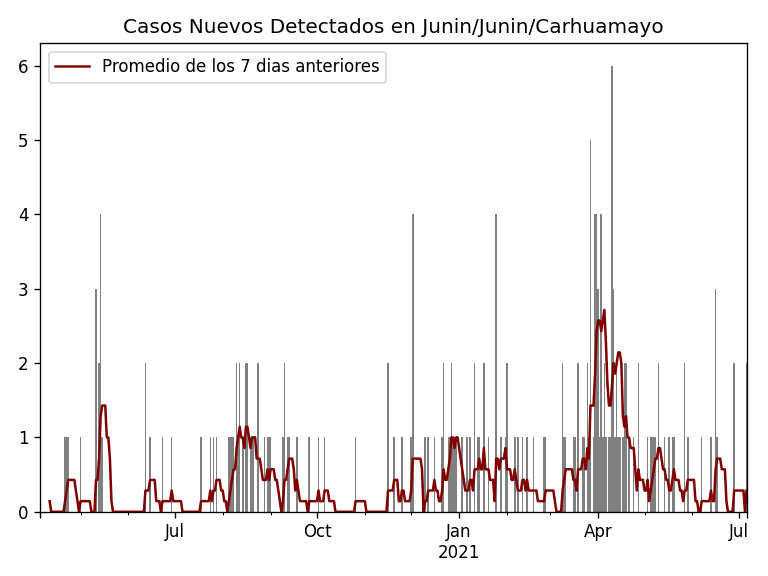 Casos Nuevos Detectados en Junin/Junin/Carhuamayo
Promedio de los 7 dias anteriores
6
5
4
3
2
1
0
Jul
Oct
Jan
2021
Apr
Jul